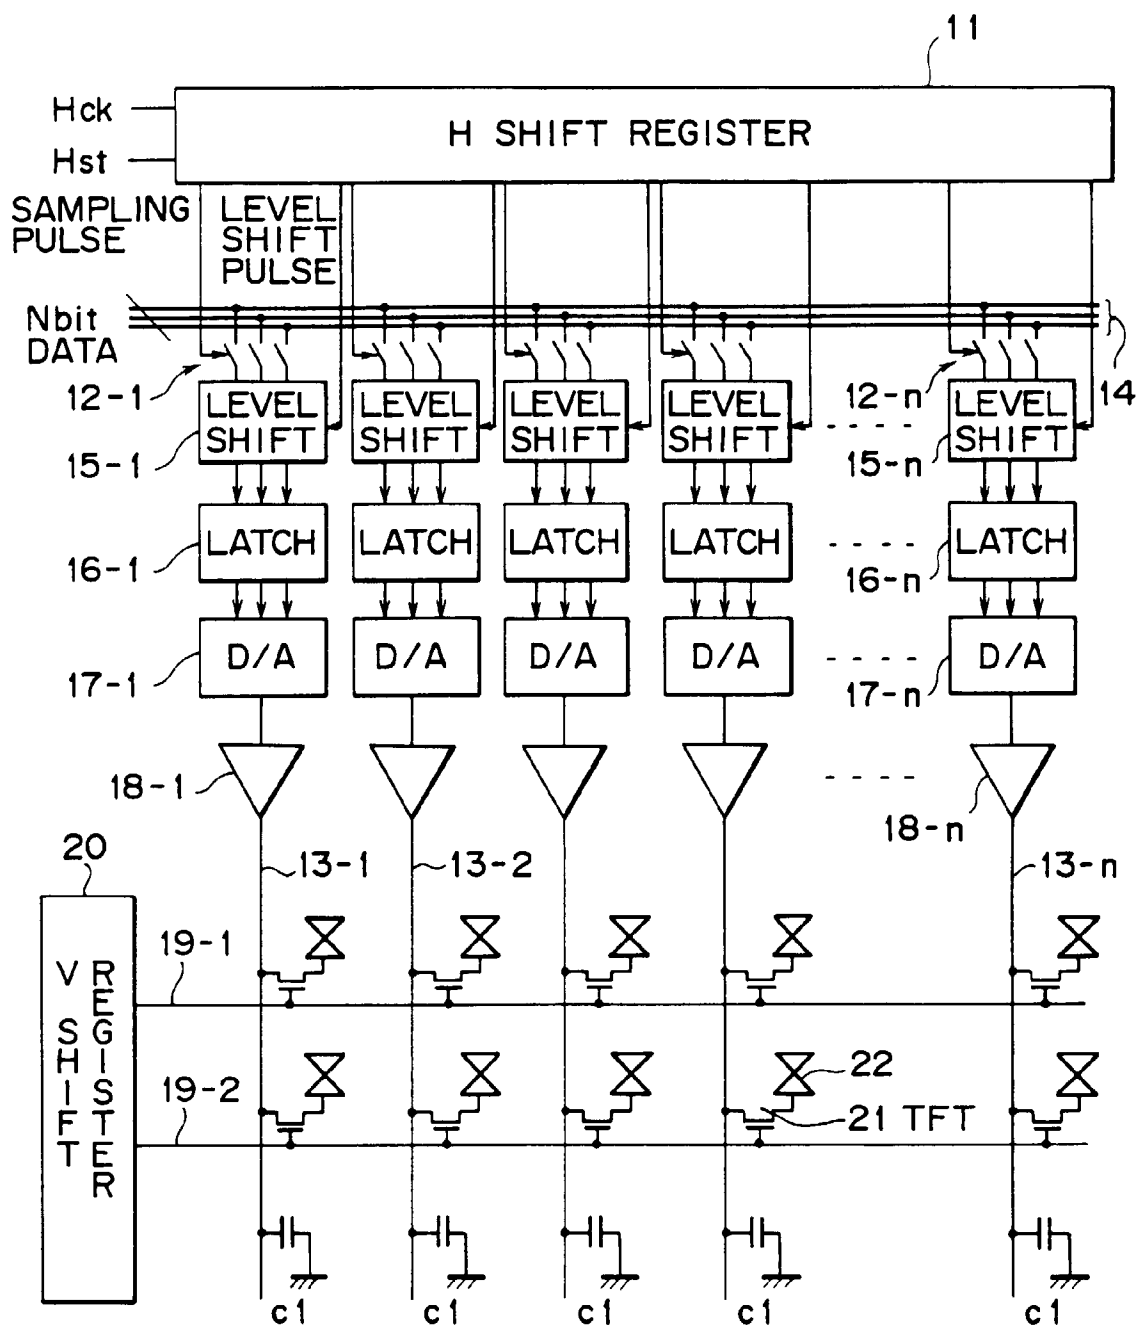 11
Hck
H SHIFT REGISTER
Hst
SAMPLING
PULSE
LEVEL
SHIFT
PULSE
Nbit
DATA
14
12-1
12-n
LEVEL
SHIFT
LEVEL
SHIFT
LEVEL
SHIFT
LEVEL
SHIFT
LEVEL
SHIFT
15-1
15-n
LATCH
LATCH
LATCH
LATCH
LATCH
16-1
16-n
D/A
D/A
D/A
D/A
D/A
17-1
17-n
18-1
18-n
20
13-1
13-2
13-n
V SHIFT
REGISTER
19-1
19-2
22
21 TFT
c1
c1
c1
c1
c1